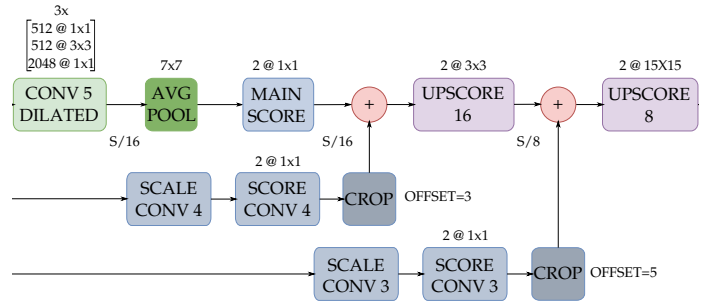 3x
512 @ 1x1
512 @ 3x3
2048 @ 1x1
CONV 5
DILATED
S/16
7x7
AVG
POOL
2 @ 1x1
MAIN
SCORE
S/16
+
2 @ 3x3
UPSCORE
16
S/8
+
2 @ 15X15
UPSCORE
8
SCALE
CONV 4
2 @ 1x1
SCORE
CONV 4
CROP
OFFSET=3
SCALE
CONV 3
2 @ 1x1
SCORE
CONV 3
CROP
OFFSET=5